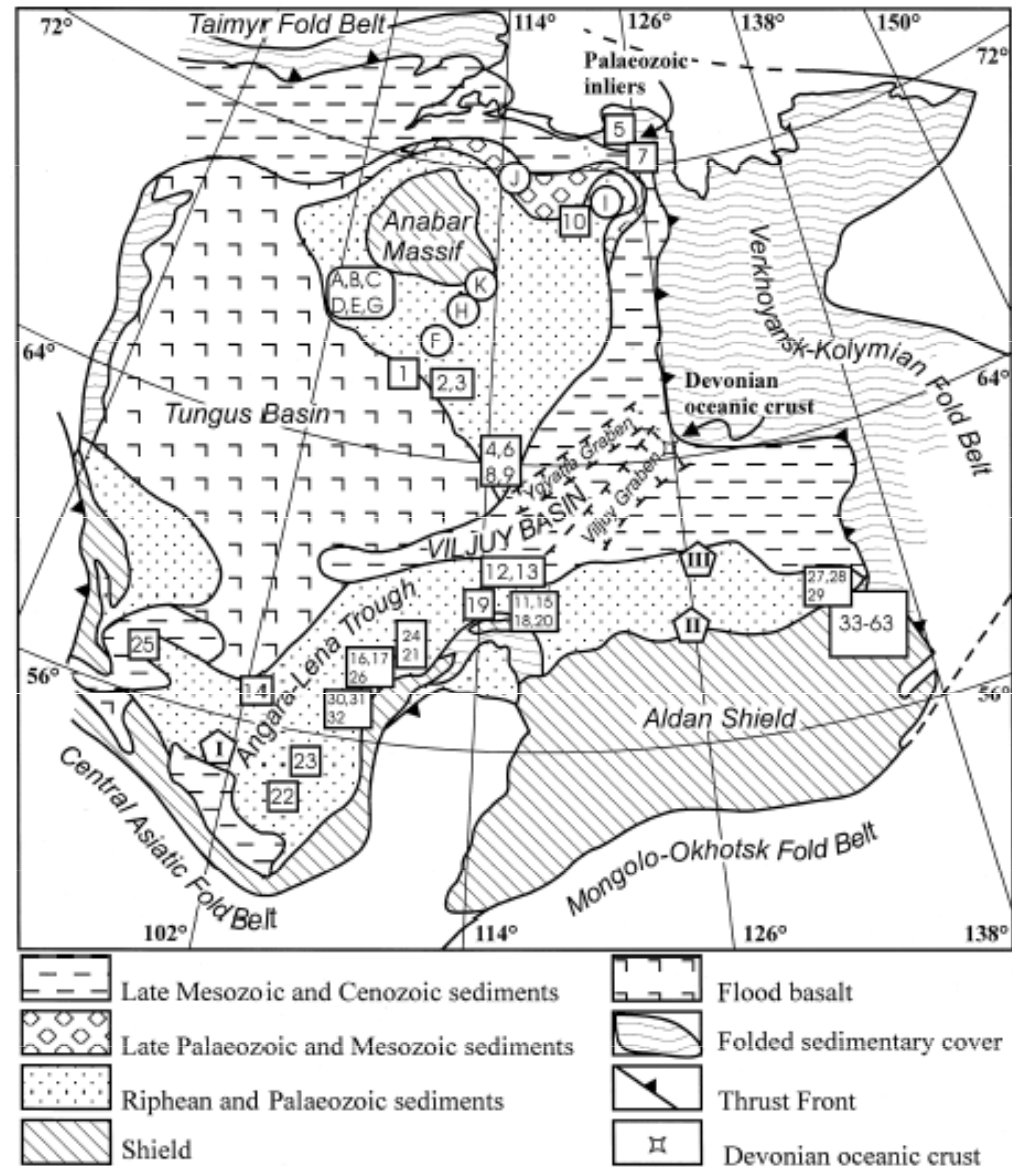 72°
Taimyr Fold Belt
114°
126°
138°
150°
72°
Palaeozoic
inliers
5
7
J
I
10
Anabar
Massif
A,B,C
D,E,G
K
H
F
Verkhoyansk-Kolymian Fold Belt
64°
1
2,3
Devonian
oceanic crust
64°
Tungus Basin
4,6
8,9
Ygyatta Graben
Viljuy Graben
VILJUY BASIN
III
12,13
27,28
29
19
11,15
18,20
II
33-63
Angara-Lena Trough
24
21
25
16,17
26
56°
14
30,31
32
56°
Aldan Shield
I
23
22
Central Asiatic Fold Belt
Mongolo-Okhotsk Fold Belt
102°
114°
126°
138°
Late Mesozoic and Cenozoic sediments
Flood basalt
Late Palaeozoic and Mesozoic sediments
Folded sedimentary cover
Riphean and Palaeozoic sediments
Thrust Front
Shield
Devonian oceanic crust